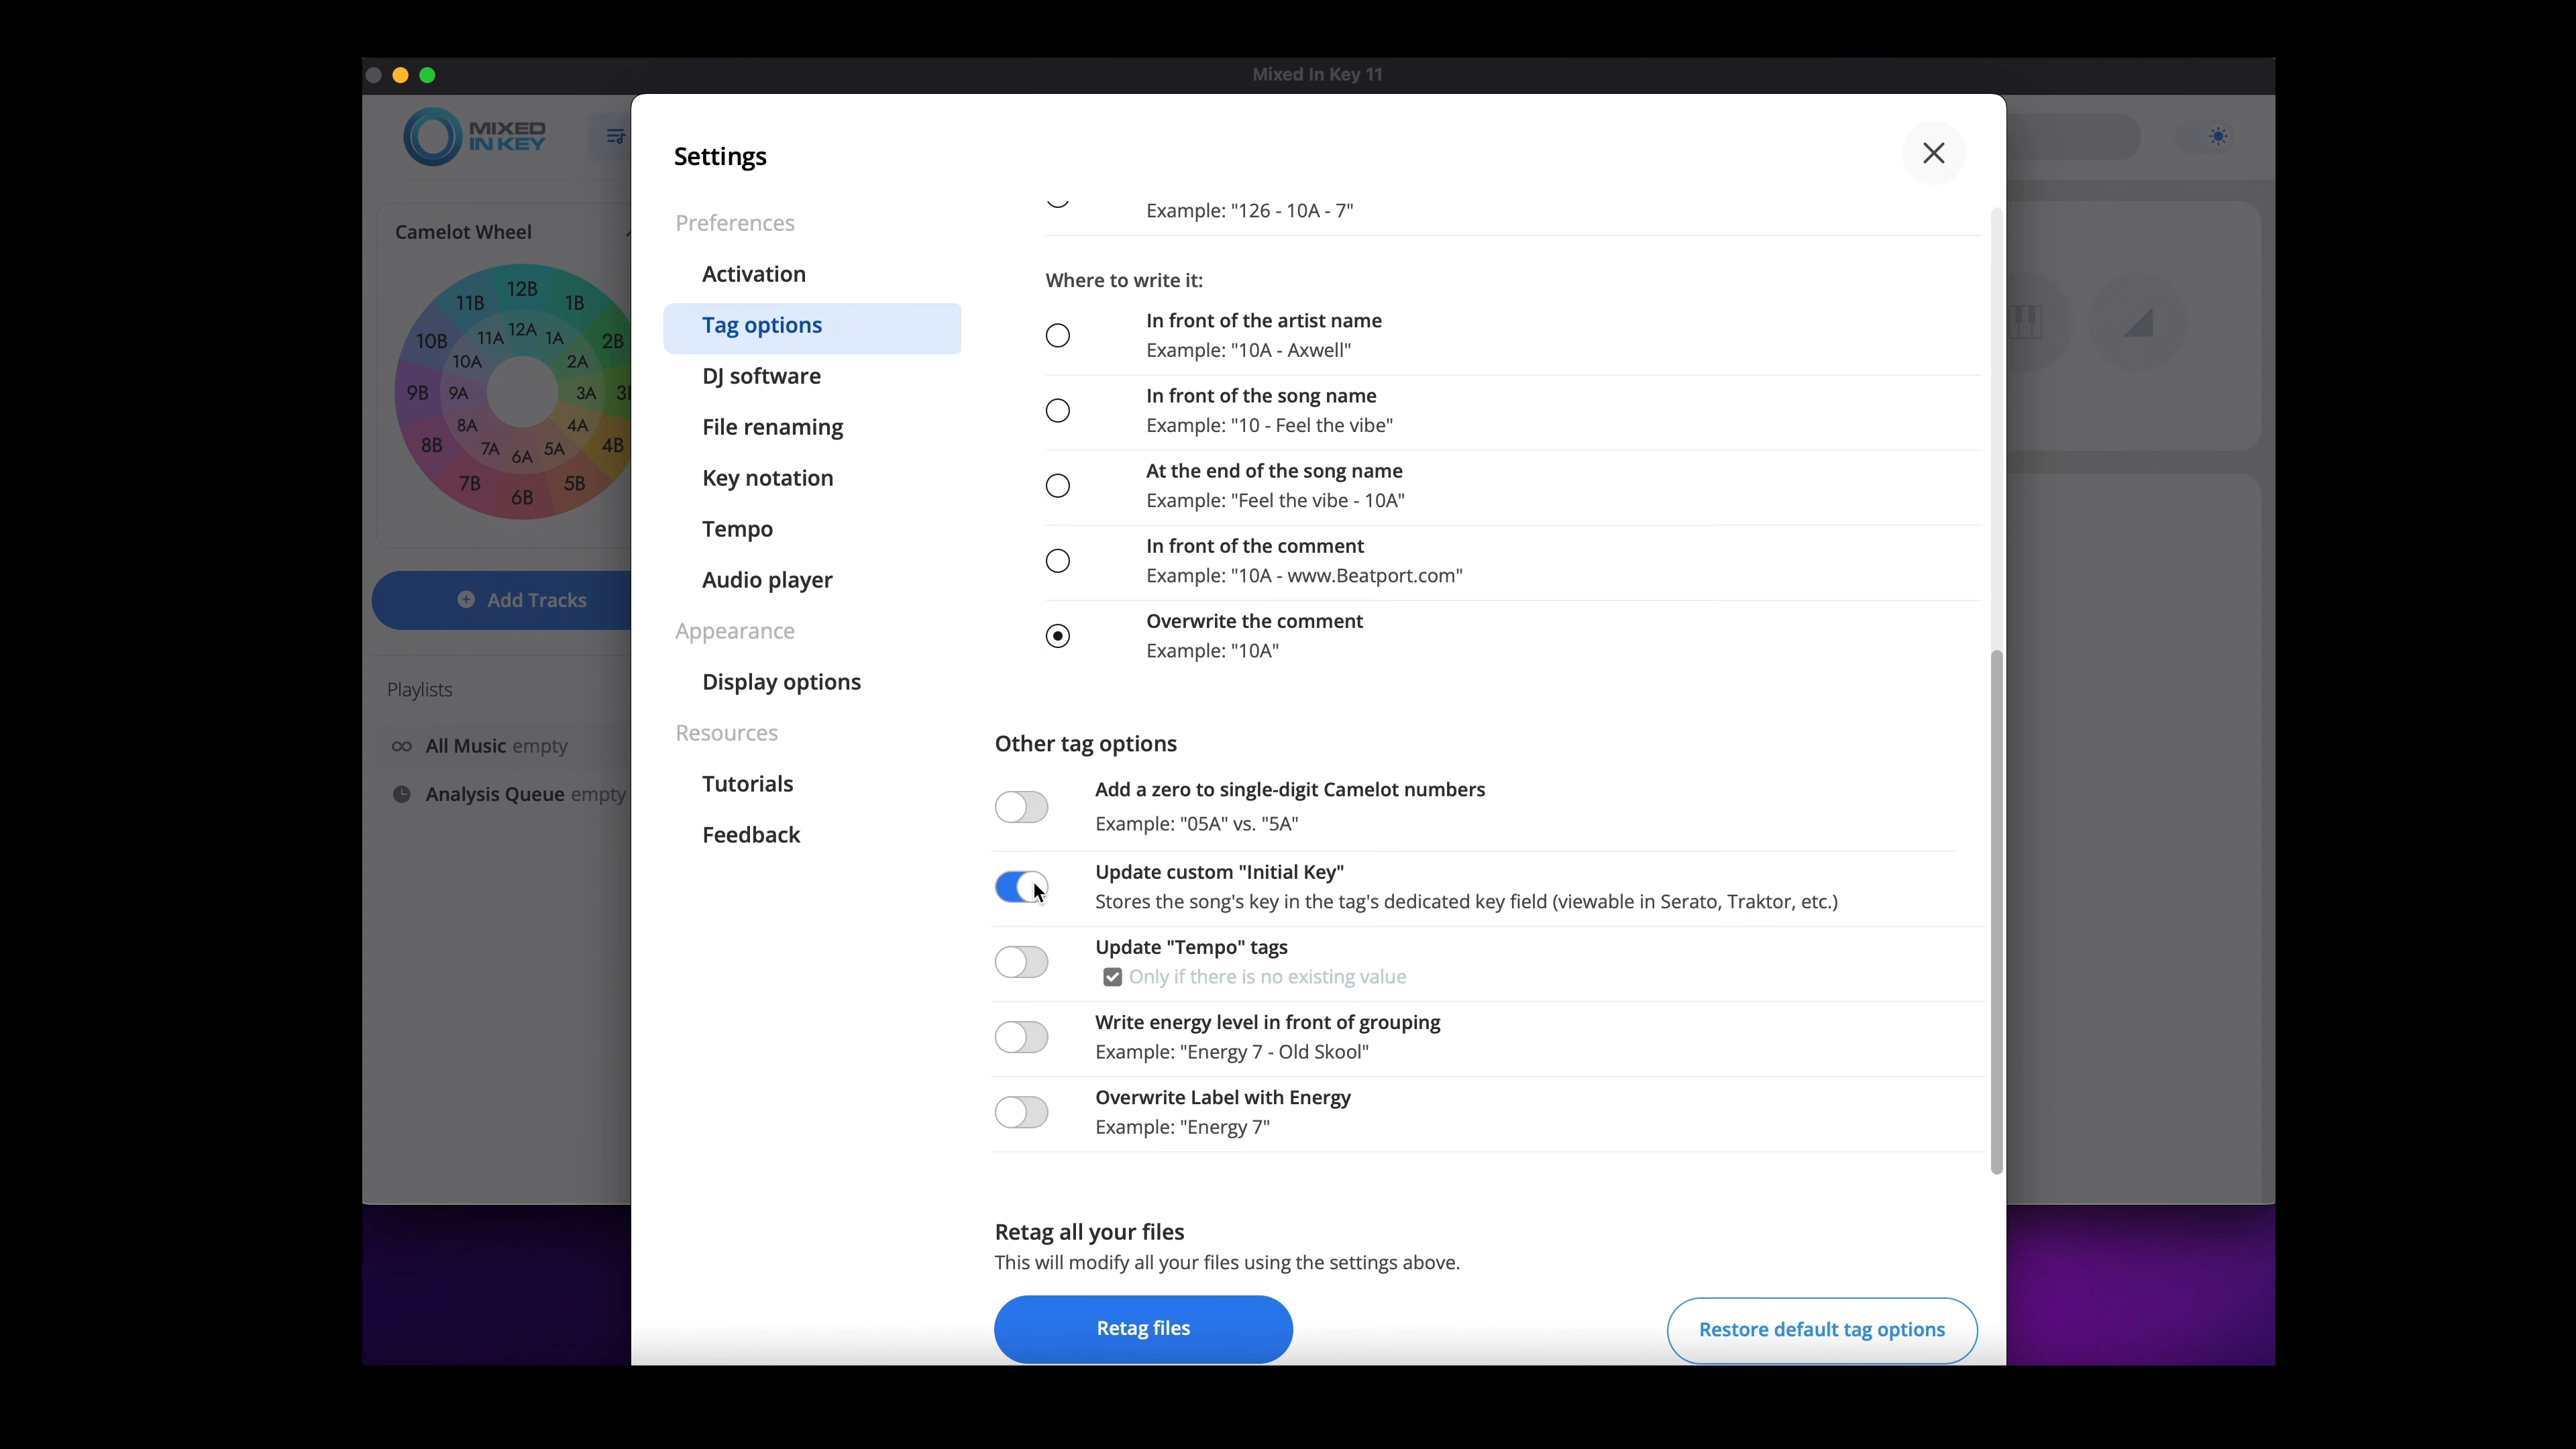 Mixed In Key 11
MIXED
IN KEY
Settings
Camelot Wheel
12B
11B
1B
12A
11A
1A
10B
2B
10A
2A
9B
9A
3A
8A
4A
8B
4B
7A
5A
6A
7B
5B
6B
Add Tracks
Playlists
All Music empty
Analysis Queue empty
Preferences
Activation
Tag options
DJ software
File renaming
Key notation
Tempo
Audio player
Appearance
Display options
Resources
Tutorials
Feedback
Example: "126 - 10A - 7"
Where to write it:
In front of the artist name
Example: "10A - Axwell"
In front of the song name
Example: "10 - Feel the vibe"
At the end of the song name
Example: "Feel the vibe - 10A"
In front of the comment
Example: "10A - www.Beatport.com"
Overwrite the comment
Example: "10A"
Other tag options
Add a zero to single-digit Camelot numbers
Example: "05A" vs. "5A"
Update custom "Initial Key"
Stores the song's key in the tag's dedicated key field (viewable in Serato, Traktor, etc.)
Update "Tempo" tags
Only if there is no existing value
Write energy level in front of grouping
Example: "Energy 7 - Old Skool"
Overwrite Label with Energy
Example: "Energy 7"
Retag all your files
This will modify all your files using the settings above.
Retag files
Restore default tag options